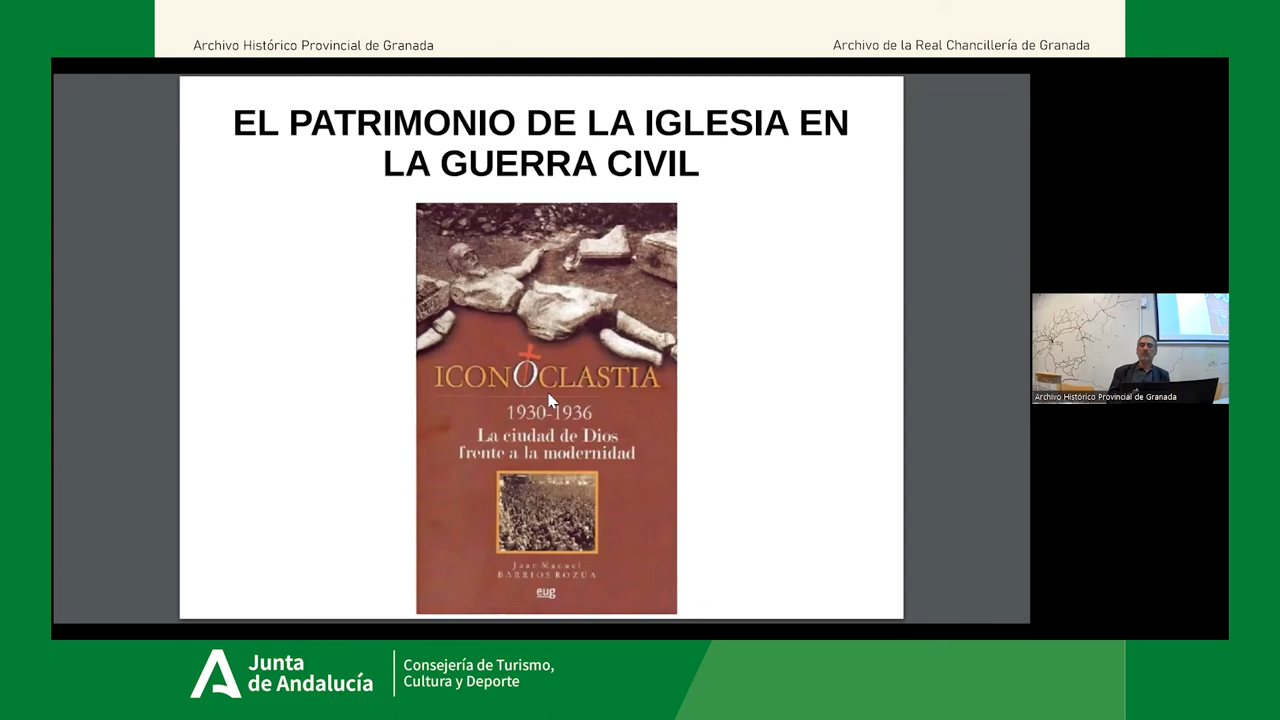 Archivo Histórico Provincial de Granada
Archivo de la Real Chancillería de Granada
EL PATRIMONIO DE LA IGLESIA EN
LA GUERRA CIVIL
ICONOCLASTIA
1930-1936
La ciudad de Dios
frente a la modernidad
Juan Manuel
BARRIOS ROZÚA
eug
Archivo Histórico Provincial de Granada
Junta
de Andalucía
Consejería de Turismo,
Cultura y Deporte